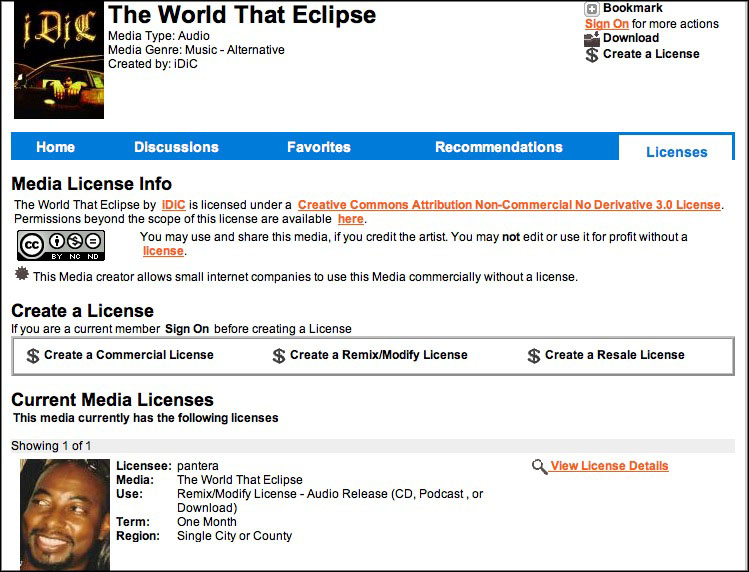 iDiC
The World That Eclipse
Media Type: Audio
Media Genre: Music - Alternative
Created by: iDiC
Bookmark
Sign On for more actions
Download
$ Create a License
Home Discussions Favorites Recommendations Licenses
Media License Info
The World That Eclipse by iDiC is licensed under a Creative Commons Attribution Non-Commercial No Derivative 3.0 License.
Permissions beyond the scope of this license are available here.
cc BY NC ND
You may use and share this media, if you credit the artist. You may not edit or use it for profit without a
license.
This Media creator allows small internet companies to use this Media commercially without a license.
Create a License
If you are a current member Sign On before creating a License
$ Create a Commercial License $ Create a Remix/Modify License $ Create a Resale License
Current Media Licenses
This media currently has the following licenses
Showing 1 of 1
Licensee: pantera
View License Details
Media: The World That Eclipse
Use: Remix/Modify License - Audio Release (CD, Podcast , or
Download)
Term: One Month
Region: Single City or County